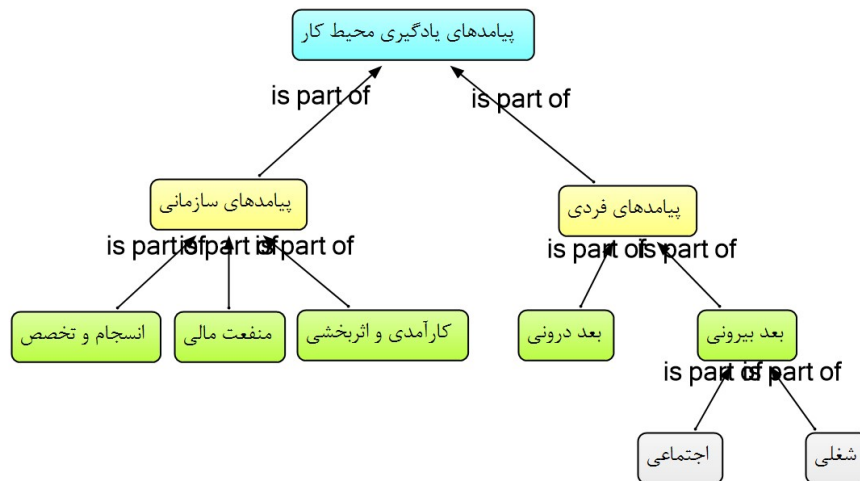 پیامدهای یادگیری محیط کار
is part of
is part of
پیامدهای سازمانی
پیامدهای فردی
is part of
is part of
is part of
is part of
is part of
انسجام و تخصص
منفعت مالی
کارآمدی و اثربخشی
بعد درونی
بعد بیرونی
is part of
is part of
اجتماعی
شغلی